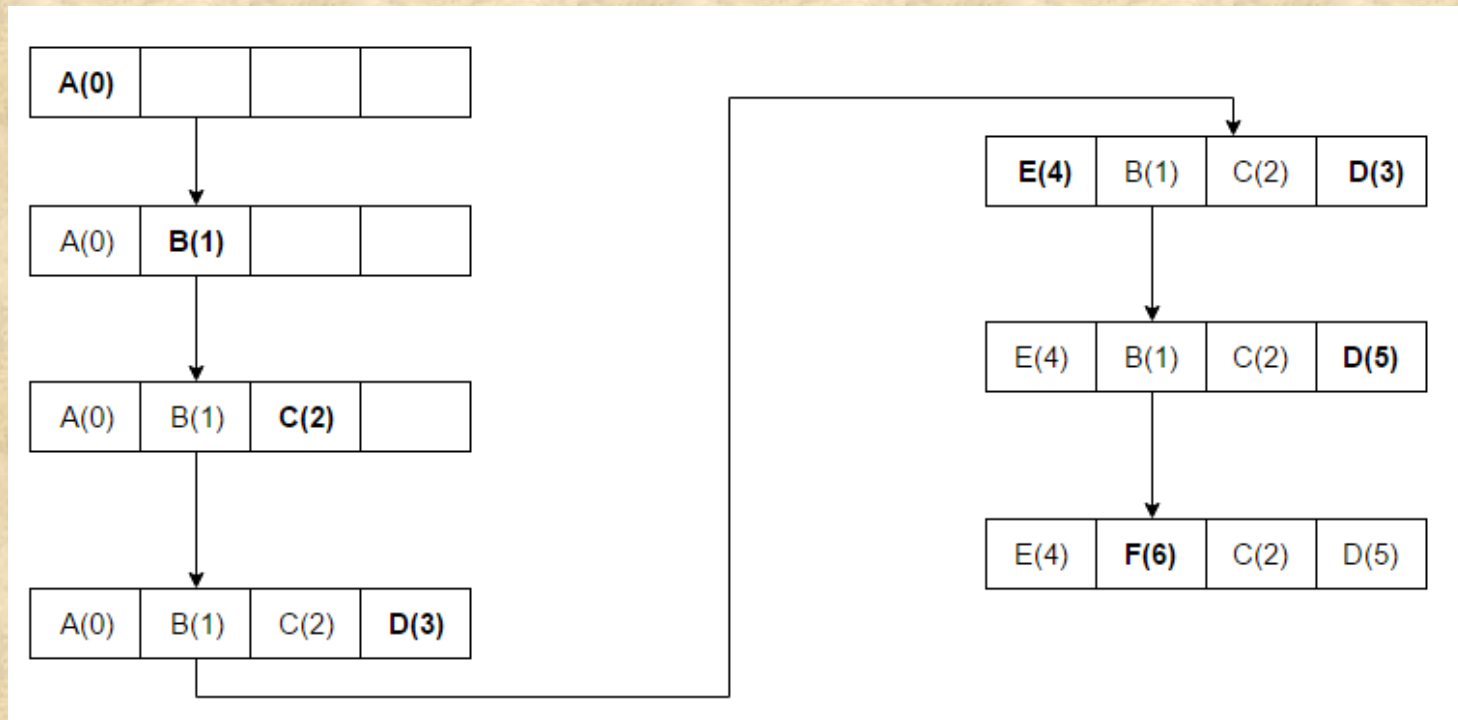 A(0)
A(0) B(1)
A(0) B(1) C(2)
A(0) B(1) C(2) D(3)
E(4) B(1) C(2) D(3)
E(4) B(1) C(2) D(5)
E(4) F(6) C(2) D(5)